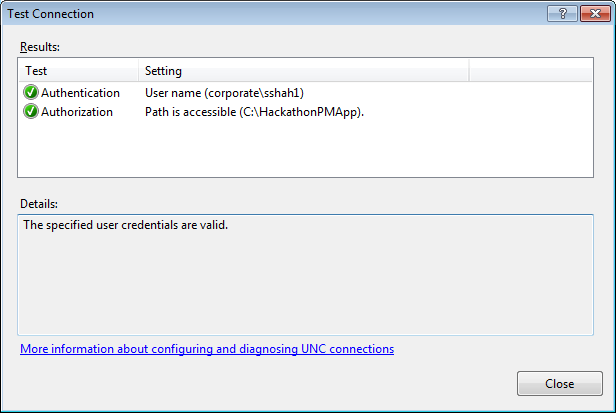 Test Connection
?
Results:
Test Setting
Authentication User name (corporate\sshah1)
Authorization Path is accessible (C:\HackathonPMApp).
Details:
The specified user credentials are valid.
More information about configuring and diagnosing UNC connections
Close